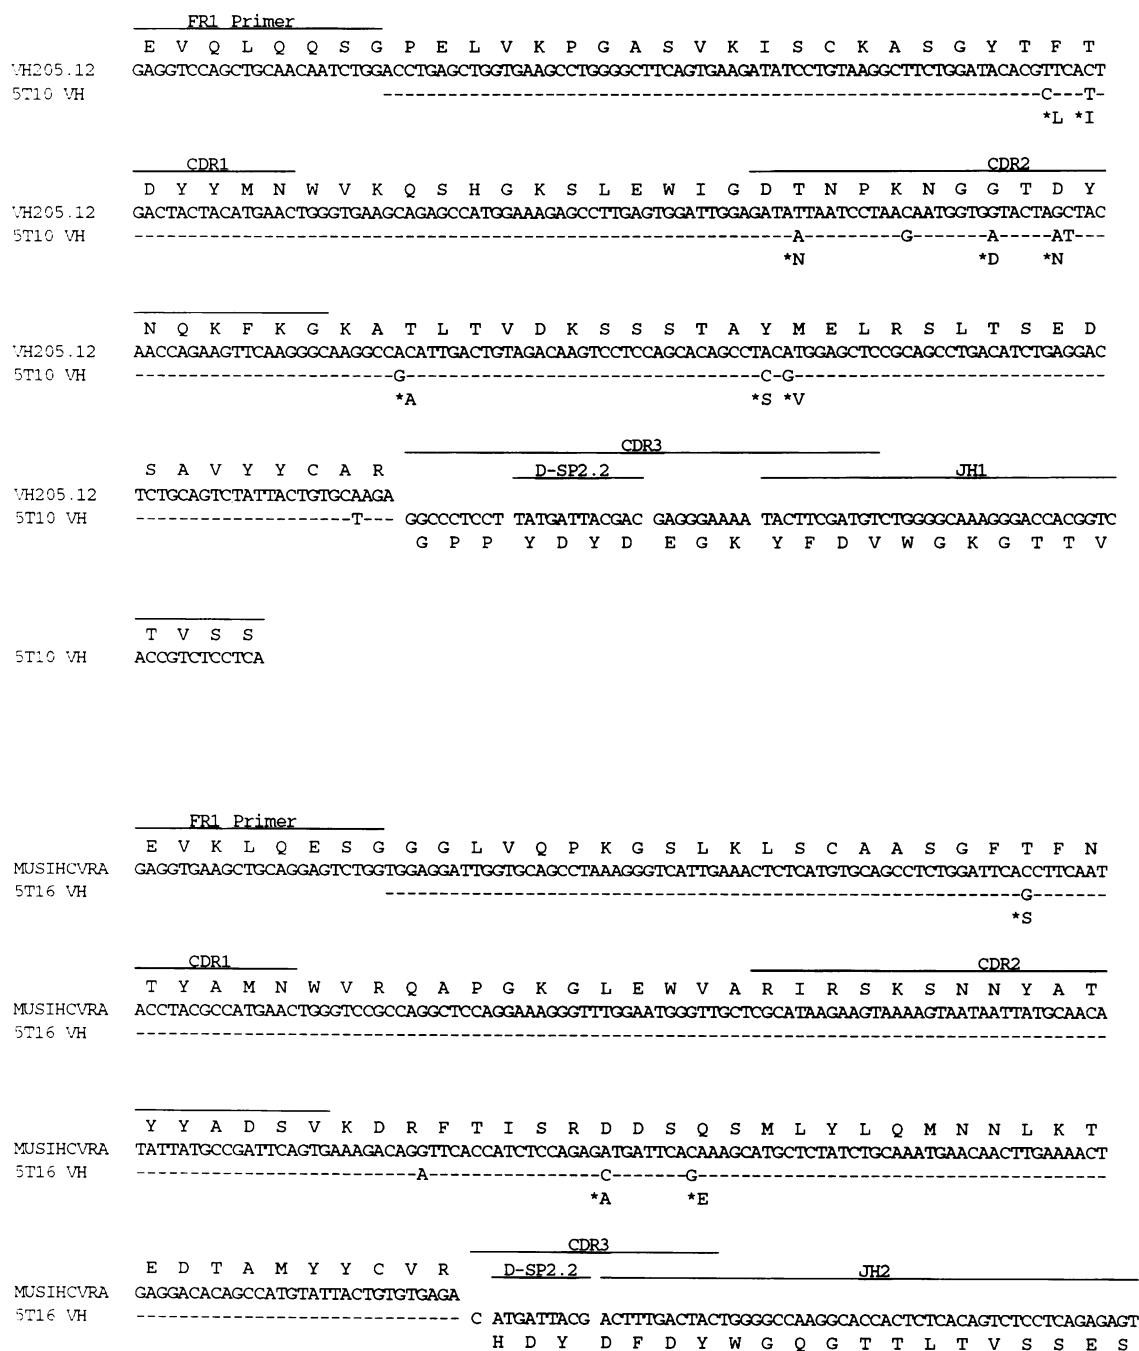 FR1 Primer
E V Q L Q Q S G P E L V K P G A S V K I S C K A S G Y T F T
VH205.12 GAGGTCCAGCTGCAACAATCTGGACCTGAGCTGGTGAAGCCTGGGGCTTCAGTGAAGATATCCTGTAAGGCTTCTGGATACACGTTCACT
5T10 VH ------------------------------------------------------------C---T-
*L *I
CDR1 CDR2
D Y Y M N W V K Q S H G K S L E W I G D T N P K N G G T D Y
VH205.12 GACTACTACATGAACTGGGTGAAGCAGAGCCATGGAAAGAGCCTTGAGTGGATTGGAGATATTAATCCTAACAATGGTGGTACTAGCTAC
5T10 VH -------------------------------------------------------------A---------G-------A-----AT---
*N *D *N
N Q K F K G K A T L T V D K S S S T A Y M E L R S L T S E D
VH205.12 AACCAGAAGTTCAAGGGCAAGGCCACATTGACTGTAGACAAGTCCTCCAGCACAGCCTACATGGAGCTCCGCAGCCTGACATCTGAGGAC
5T10 VH ------------------------G---------------------------------C-G-----------------------------
*A *S *V
CDR3
S A V Y Y C A R D-SP2.2 JH1
VH205.12 TCTGCAGTCTATTACTGTGCAAGA
5T10 VH --------------------T--- GGCCCTCCT TATGATTACGAC GAGGGAAAA TACTTCGATGTCTGGGGCAAAGGGACCACGGTC
G P P Y D Y D E G K Y F D V W G K G T T V
T V S S
5T10 VH ACCGTCTCCTCA
FR1 Primer
E V K L Q E S G G G L V Q P K G S L K L S C A A S G F T F N
MUSIHCVRA GAGGTGAAGCTGCAGGAGTCTGGTGGAGGATTGGTGCAGCCTAAAGGGTCATTGAAACTCTCATGTGCAGCCTCTGGATTCACCTTCAAT
5T16 VH -----------------------------------------------------------G-------
*S
CDR1 CDR2
T Y A M N W V R Q A P G K G L E W V A R I R S K S N N Y A T
MUSIHCVRA ACCTACGCCATGAACTGGGTCCGCCAGGCTCCAGGAAAGGGTTTGGAATGGGTTGCTCGCATAAGAAGTAAAAGTAATAATTATGCAACA
5T16 VH ------------------------------------------------------------------------------------------
Y Y A D S V K D R F T I S R D D S Q S M L Y L Q M N N L K T
MUSIHCVRA TATTATGCCGATTCAGTGAAAGACAGGTTCACCATCTCCAGAGATGATTCACAAAGCATGCTCTATCTGCAAATGAACAACTTGAAAACT
5T16 VH --------------------------A----------------C-------G--------------------------------------
*A *E
CDR3
E D T A M Y Y C V R D-SP2.2 JH2
MUSIHCVRA GAGGACACAGCCATGTATTACTGTGTGAGA
5T16 VH ------------------------------ C ATGATTACG ACTTTGACTACTGGGGCCAAGGCACCACTCTCACAGTCTCCTCAGAGAGT
H D Y D F D Y W G Q G T T L T V S S E S